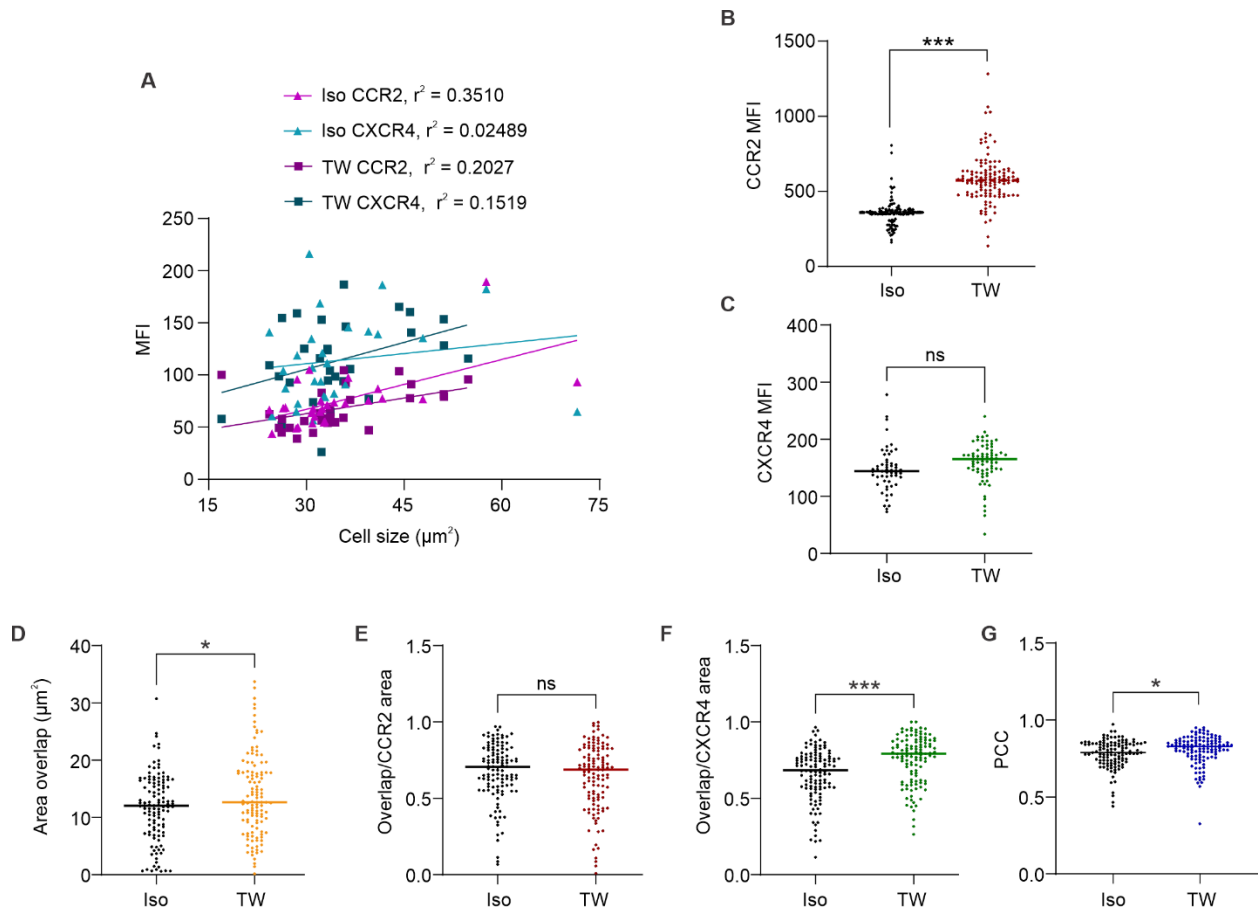 A
Iso CCR2, r² = 0.3510
Iso CXCR4, r² = 0.02489
TW CCR2, r² = 0.2027
TW CXCR4, r² = 0.1519
250
200
150
100
50
0
MFI
15 30 45 60 75
Cell size (µm²)
B
1500
1000
500
0
CCR2 MFI
***
Iso TW
C
400
300
200
100
0
CXCR4 MFI
ns
Iso TW
D
40
30
20
10
0
Area overlap (µm²)
*
Iso TW
E
1.5
1.0
0.5
0.0
Overlap/CCR2 area
ns
Iso TW
F
1.5
1.0
0.5
0.0
Overlap/CXCR4 area
***
Iso TW
G
1.5
1.0
0.5
0.0
PCC
*
Iso TW